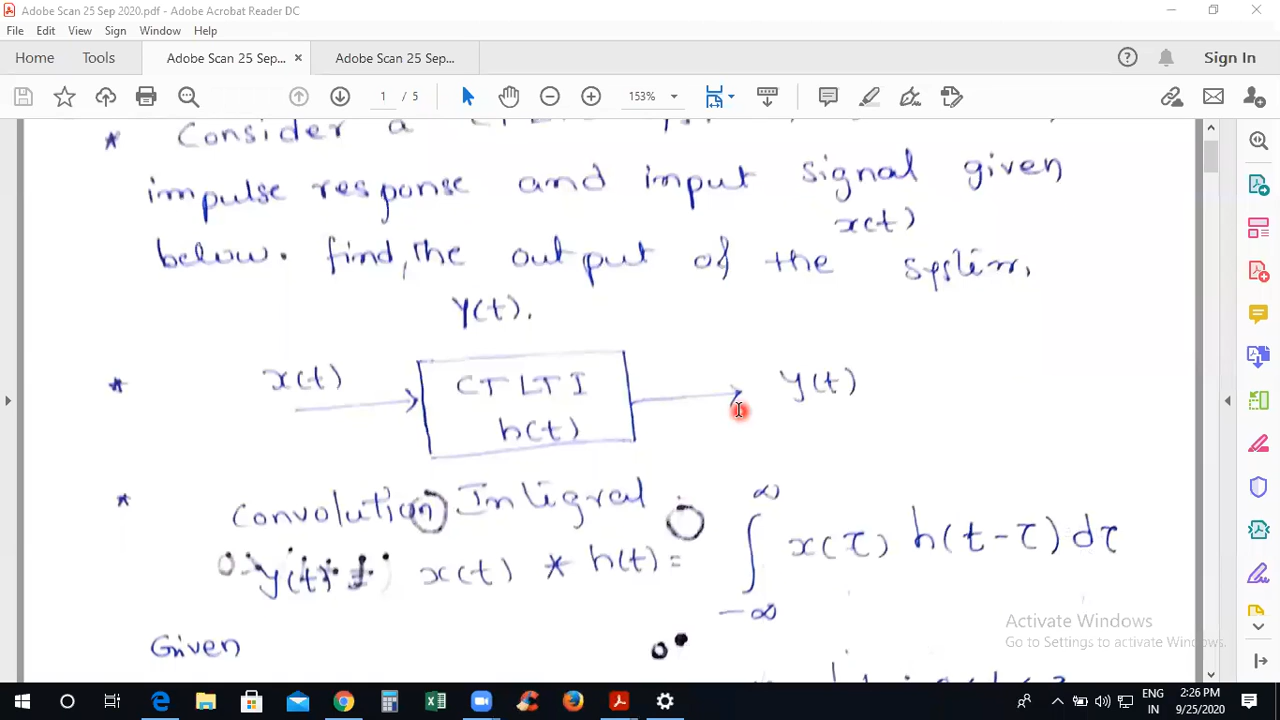 Adobe Scan 25 Sep 2020.pdf - Adobe Acrobat Reader DC
File Edit View Sign Window Help
Home Tools Adobe Scan 25 Sep... × Adobe Scan 25 Sep... Sign In
1 / 5 153%
* Consider a
impulse response and input signal given
x(t)
below. find, the output of the system.
y(t).
* x(t) CTLTI y(t)
h(t)
* Convolution Integral
y(t) x(t) * h(t) = ∫ x(τ) h(t-τ) dτ
∞
-∞
Given
Activate Windows
Go to Settings to activate Windows.
ENG 2:26 PM
IN 9/25/2020